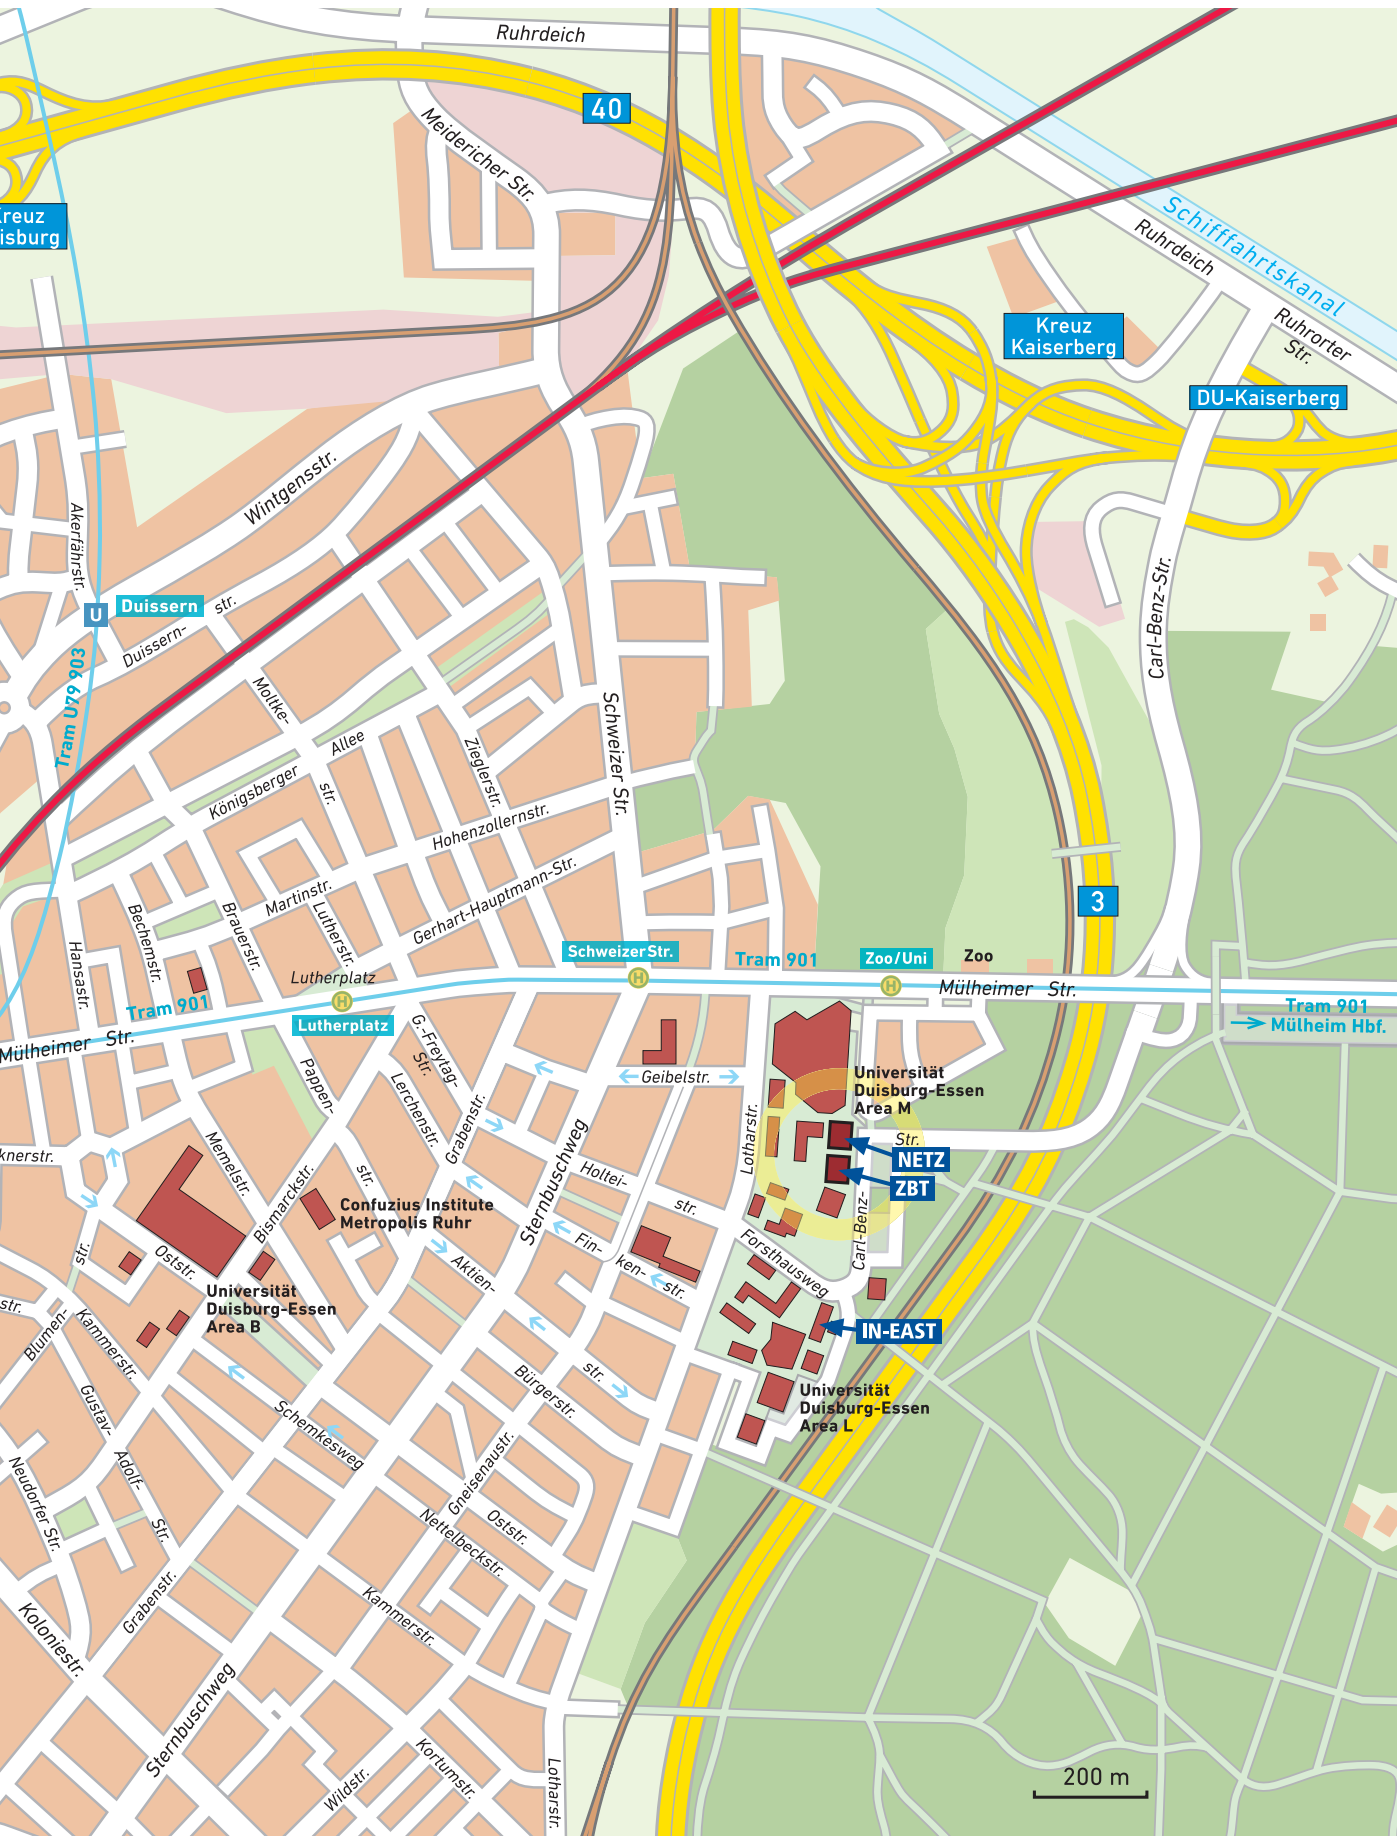 Ruhrdeich
40
Meidericher Str.
Schifffahrtskanal
Ruhrdeich
Kreuz
Kaiserberg
Ruhrorter
Str.
DU-Kaiserberg
Wintgensstr.
Akerfährstr.
U
Duissern
Duissern-
str.
Tram U79 903
Moltke-
str.
Königsberger
Allee
Zieglerstr.
Schweizer Str.
Carl-Benz-Str.
Hohenzollernstr.
Gerhart-Hauptmann-Str.
Martinstr.
Lutherstr.
Brauerstr.
Bechemstr.
Hansastr.
3
Schweizer Str.
H
Tram 901
Zoo/Uni
H
Zoo
Mülheimer Str.
Lutherplatz
H
Lutherplatz
Tram 901
Mülheimer Str.
Tram 901
Mülheim Hbf.
G.-Freytag-
Str.
Pappen-
str.
Lerchenstr.
Grabenstr.
Geibelstr.
Universität
Duisburg-Essen
Area M
Lotharstr.
Str.
NETZ
ZBT
Carl-Benz-
knerstr.
Memelstr.
Bismarckstr.
Confuzius Institute
Metropolis Ruhr
Sternbuschweg
Holtei-
str.
Fin-
ken-
str.
Forsthausweg
IN-EAST
Oststr.
str.
Universität
Duisburg-Essen
Area B
Aktien-
str.
str.
Blumen-
Kammerstr.
Gustav-
Adolf-
Str.
Bürgerstr.
Universität
Duisburg-Essen
Area L
Schemkesweg
Gneisenaustr.
Neudorfer Str.
Nettelbeckstr.
Oststr.
Kammerstr.
Grabenstr.
Koloniestr.
Sternbuschweg
Wildstr.
Kortumstr.
Lotharstr.
200 m